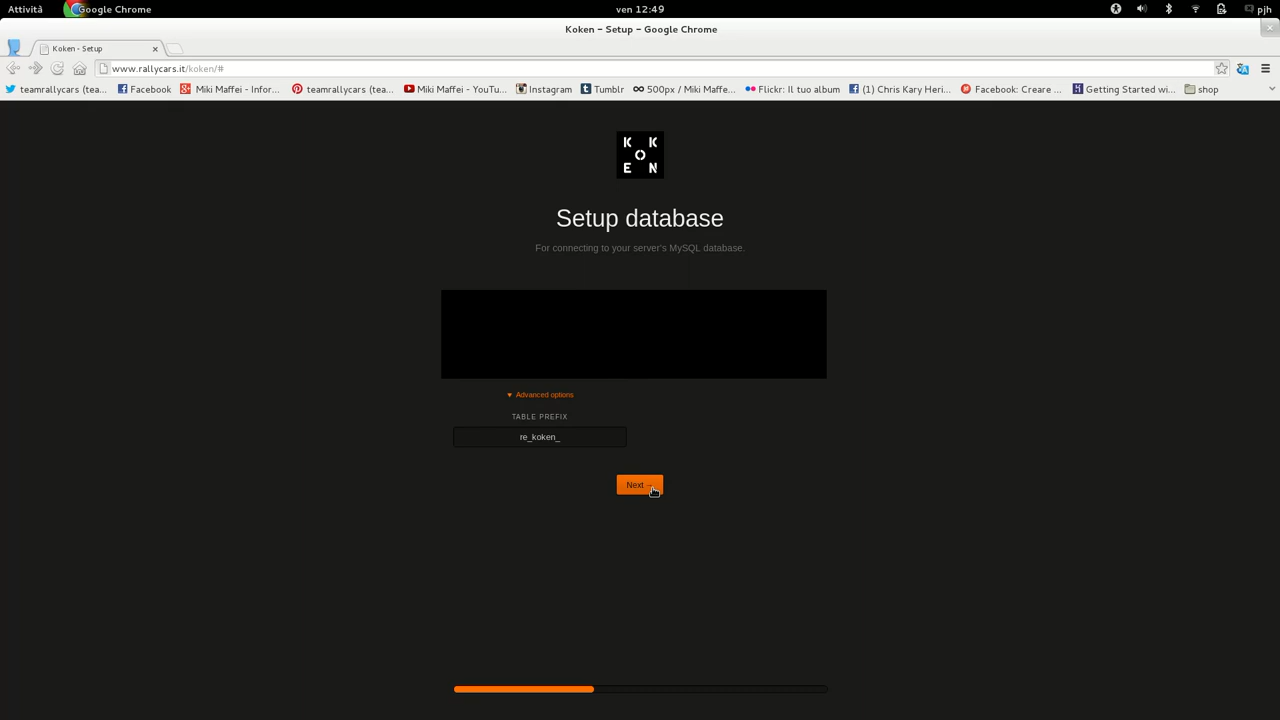 Attività Google Chrome ven 12:49 pjh
Koken – Setup – Google Chrome
Koken - Setup
www.rallycars.it/koken/#
teamrallycars (tea... Facebook Miki Maffei - Infor... teamrallycars (tea... Miki Maffei - YouTu... Instagram Tumblr 500px / Miki Maffe... Flickr: Il tuo album (1) Chris Kary Heri... Facebook: Creare ... Getting Started wi... shop
K K
O
E N
Setup database
For connecting to your server's MySQL database.
▼ Advanced options
TABLE PREFIX
re_koken_
Next →